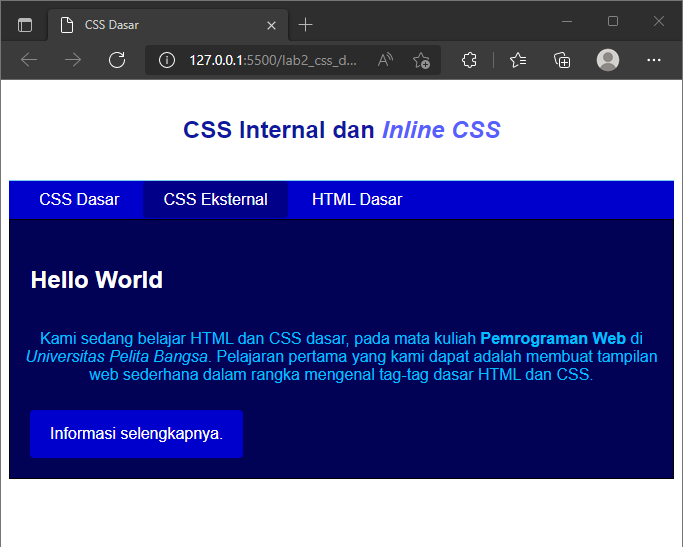 CSS Dasar
127.0.0.1:5500/lab2_css_d...
CSS Internal dan Inline CSS
CSS Dasar CSS Eksternal HTML Dasar
Hello World
Kami sedang belajar HTML dan CSS dasar, pada mata kuliah Pemrograman Web di
Universitas Pelita Bangsa. Pelajaran pertama yang kami dapat adalah membuat tampilan
web sederhana dalam rangka mengenal tag-tag dasar HTML dan CSS.
Informasi selengkapnya.